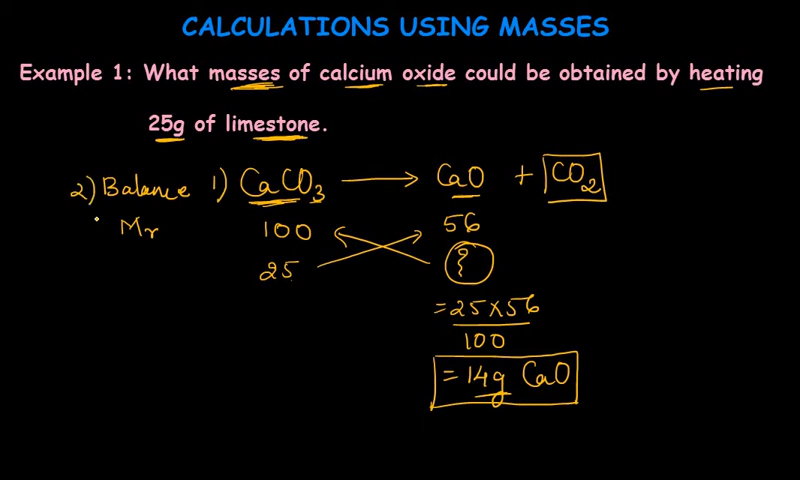 CALCULATIONS USING MASSES
Example 1: What masses of calcium oxide could be obtained by heating
25g of limestone.
2) Balance 1) CaCO3 → CaO + CO2
Mr 100 56
25 ?
= 25 × 56
100
= 14g CaO